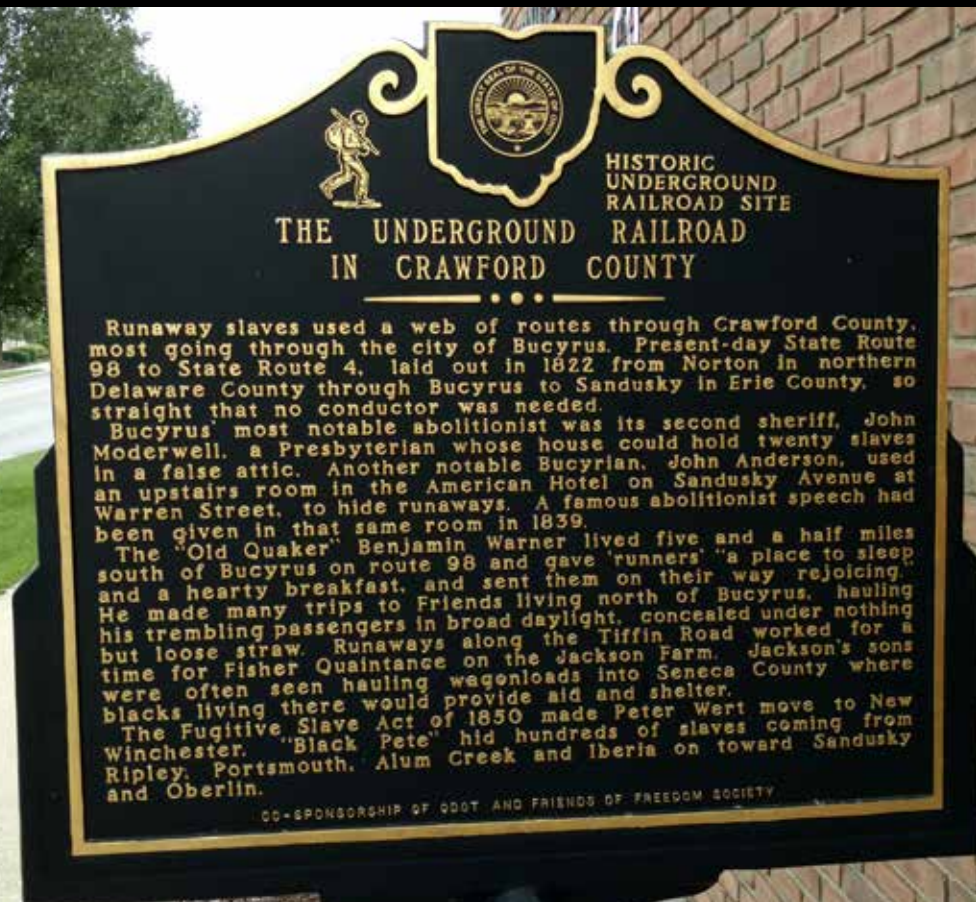 THE GREAT SEAL OF THE STATE OF OHIO
HISTORIC
UNDERGROUND
RAILROAD SITE
THE UNDERGROUND RAILROAD
IN CRAWFORD COUNTY
Runaway slaves used a web of routes through Crawford County,
most going through the city of Bucyrus. Present-day State Route
98 to State Route 4, laid out in 1822 from Norton in northern
Delaware County through Bucyrus to Sandusky in Erie County, so
straight that no conductor was needed.
Bucyrus' most notable abolitionist was its second sheriff, John
Moderwell, a Presbyterian whose house could hold twenty slaves
in a false attic. Another notable Bucyrian, John Anderson, used
an upstairs room in the American Hotel on Sandusky Avenue at
Warren Street, to hide runaways. A famous abolitionist speech had
been given in that same room in 1839.
The "Old Quaker" Benjamin Warner lived five and a half miles
south of Bucyrus on route 98 and gave 'runners' "a place to sleep
and a hearty breakfast, and sent them on their way rejoicing."
He made many trips to Friends living north of Bucyrus, hauling
his trembling passengers in broad daylight, concealed under nothing
but loose straw. Runaways along the Tiffin Road worked for a
time for Fisher Quaintance on the Jackson Farm. Jackson's sons
were often seen hauling wagonloads into Seneca County where
blacks living there would provide aid and shelter.
The Fugitive Slave Act of 1850 made Peter Wert move to New
Winchester. "Black Pete" hid hundreds of slaves coming from
Ripley, Portsmouth, Alum Creek and Iberia on toward Sandusky
and Oberlin.
CO-SPONSORSHIP OF ODOT AND FRIENDS OF FREEDOM SOCIETY